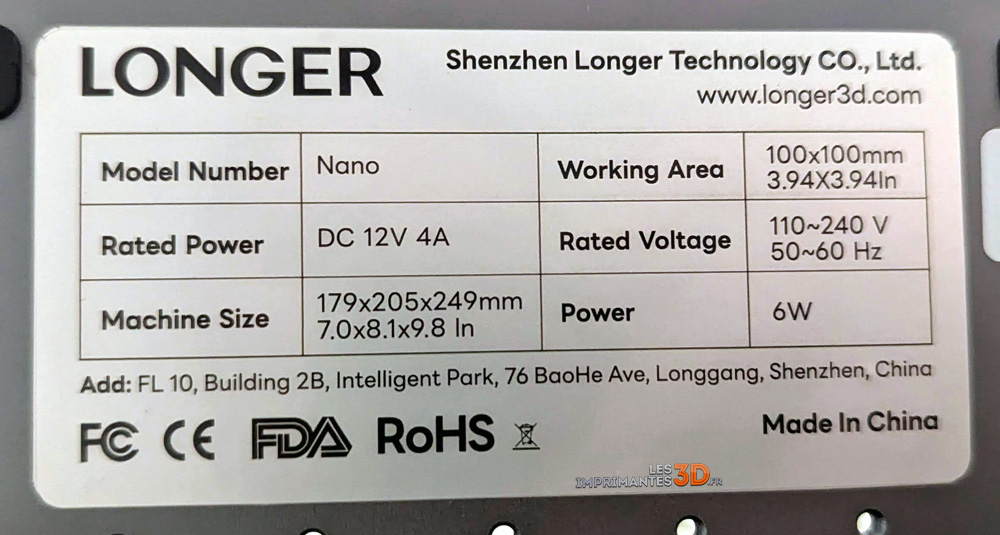 LONGER
Shenzhen Longer Technology CO., Ltd.
www.longer3d.com
Model Number Nano Working Area 100x100mm
3.94X3.94In
Rated Power DC 12V 4A Rated Voltage 110~240 V
50~60 Hz
Machine Size 179x205x249mm
7.0x8.1x9.8 In
Power 6W
Add: FL 10, Building 2B, Intelligent Park, 76 BaoHe Ave, Longgang, Shenzhen, China
FC CE FDA RoHS
Made In China
LES IMPRIMANTES 3D.FR